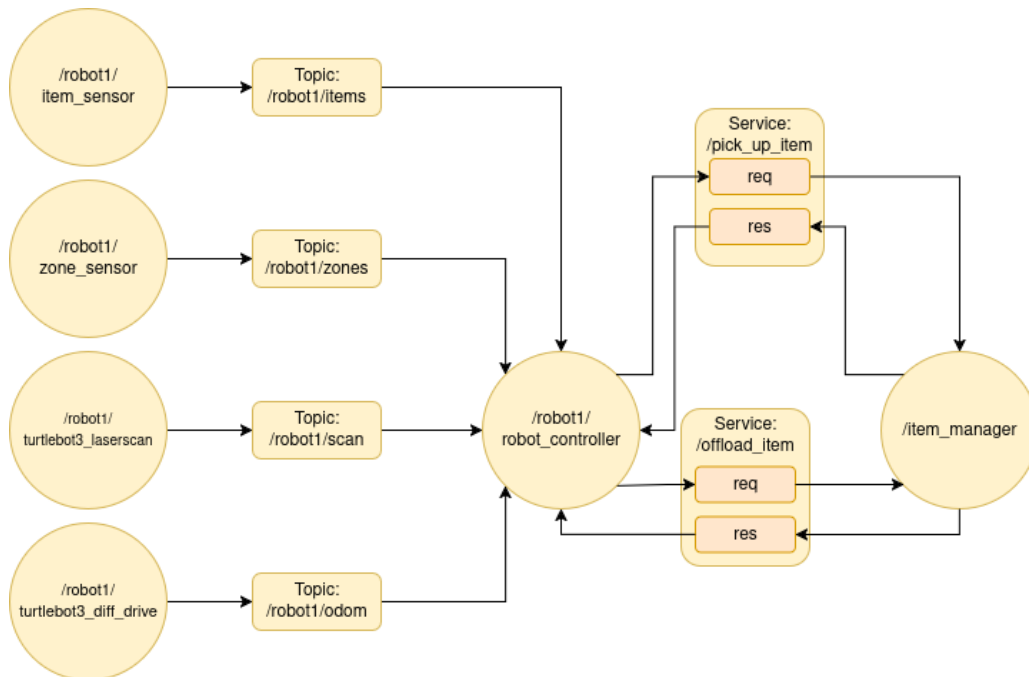 /robot1/
item_sensor
Topic:
/robot1/items
/robot1/
zone_sensor
Topic:
/robot1/zones
/robot1/
turtlebot3_laserscan
Topic:
/robot1/scan
/robot1/
turtlebot3_diff_drive
Topic:
/robot1/odom
/robot1/
robot_controller
Service:
/pick_up_item
req
res
Service:
/offload_item
req
res
/item_manager